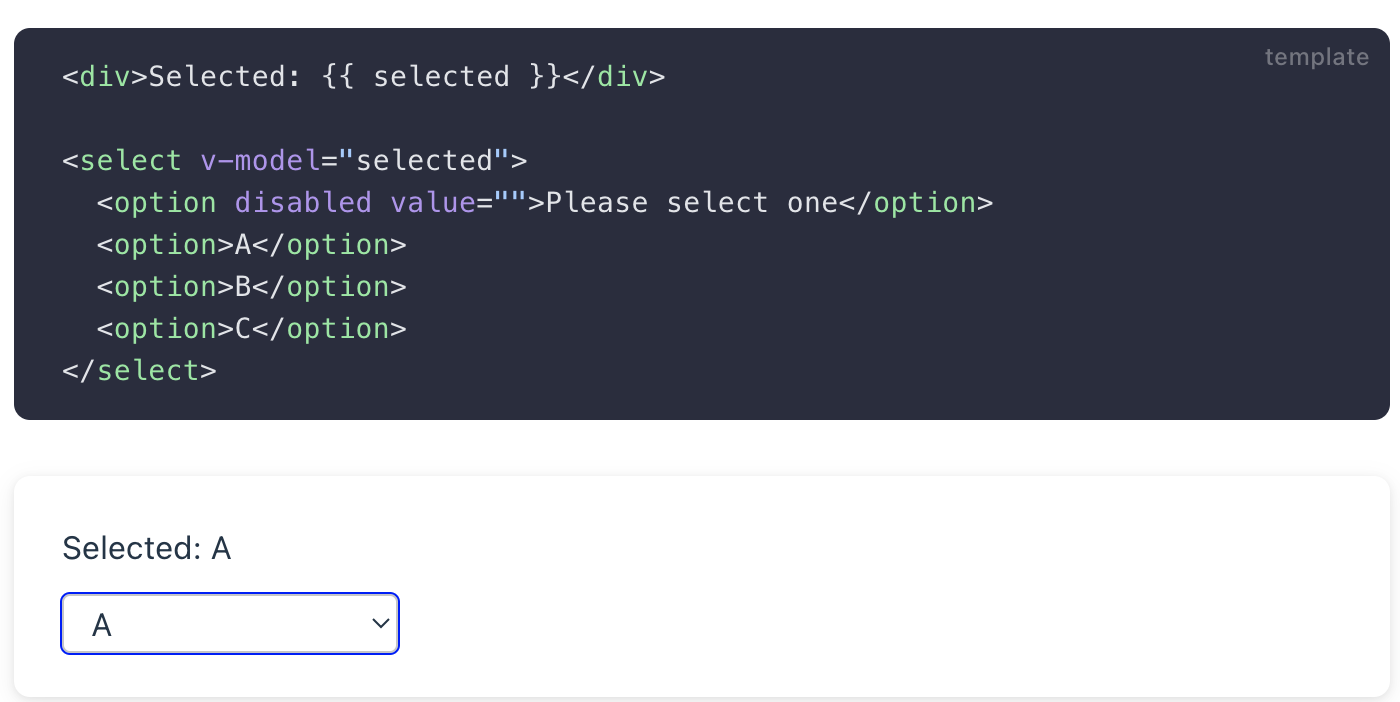 template
<div>Selected: {{ selected }}</div>
<select v-model="selected">
  <option disabled value="">Please select one</option>
  <option>A</option>
  <option>B</option>
  <option>C</option>
</select>
Selected: A
A